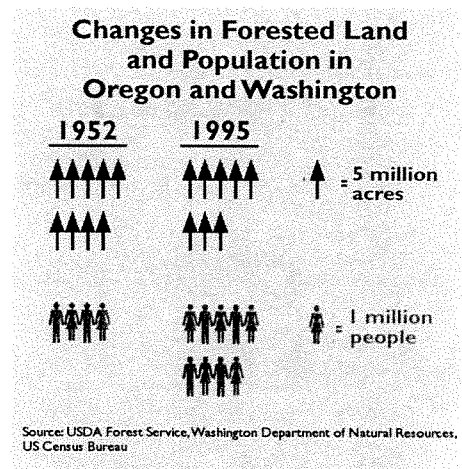 Changes in Forested Land
and Population in
Oregon and Washington
1952 1995
= 5 million
acres
= 1 million
people
Source: USDA Forest Service, Washington Department of Natural Resources,
US Census Bureau